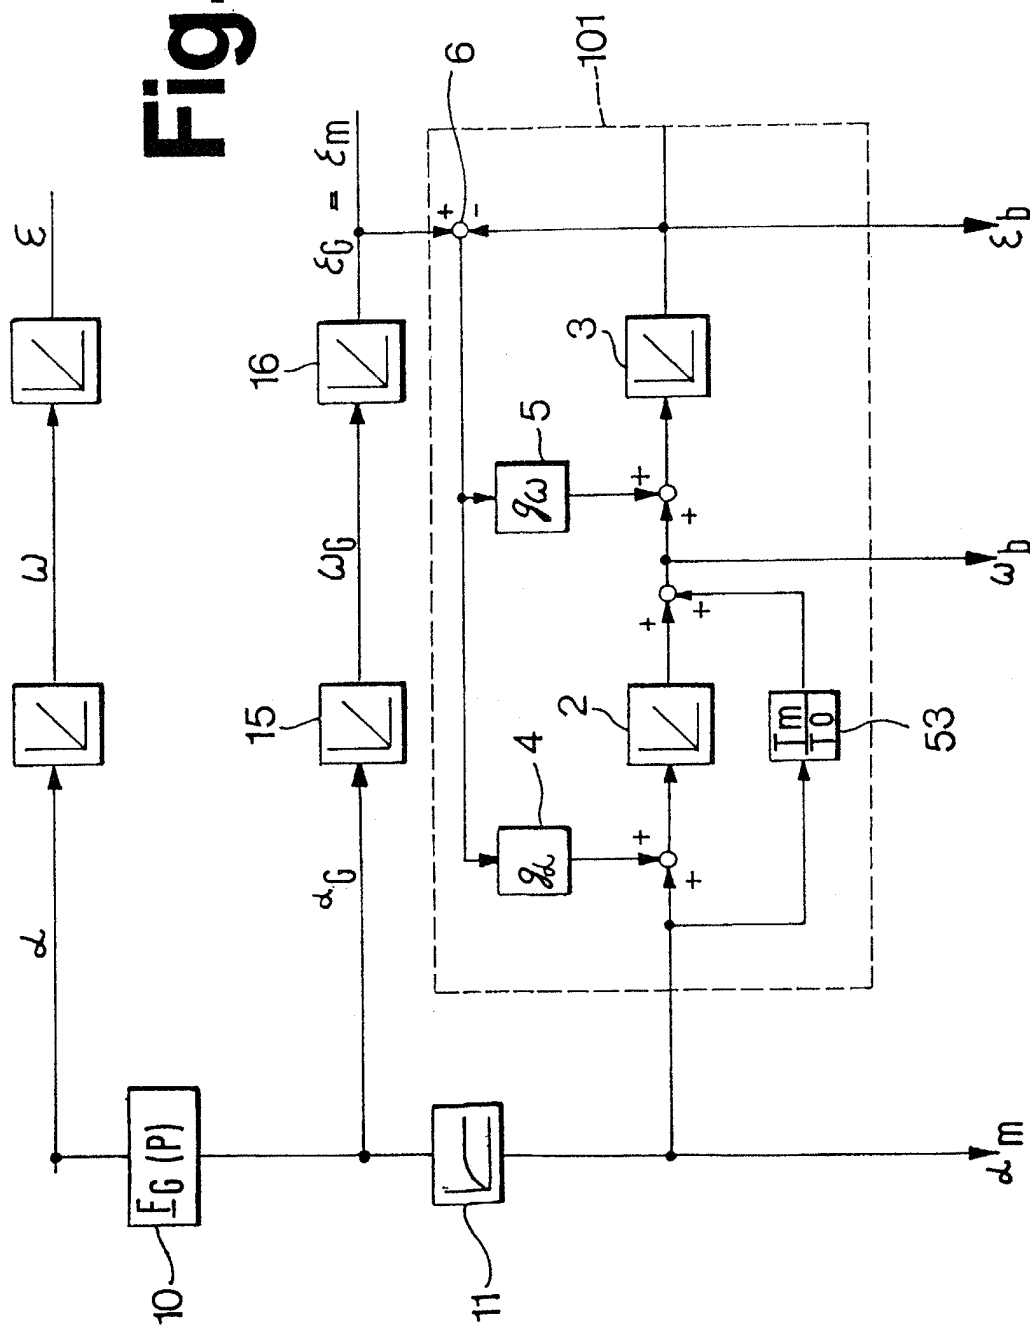 Fig.
α
ω
ε
10
F_G (P)
α_G
15
ω_G
16
ε_G = ε_m
11
6
+
-
101
4
g_α
5
g_ω
+
+
2
+
+
+
+
3
T_m
T_0
53
α_m
ω_b
ε_b